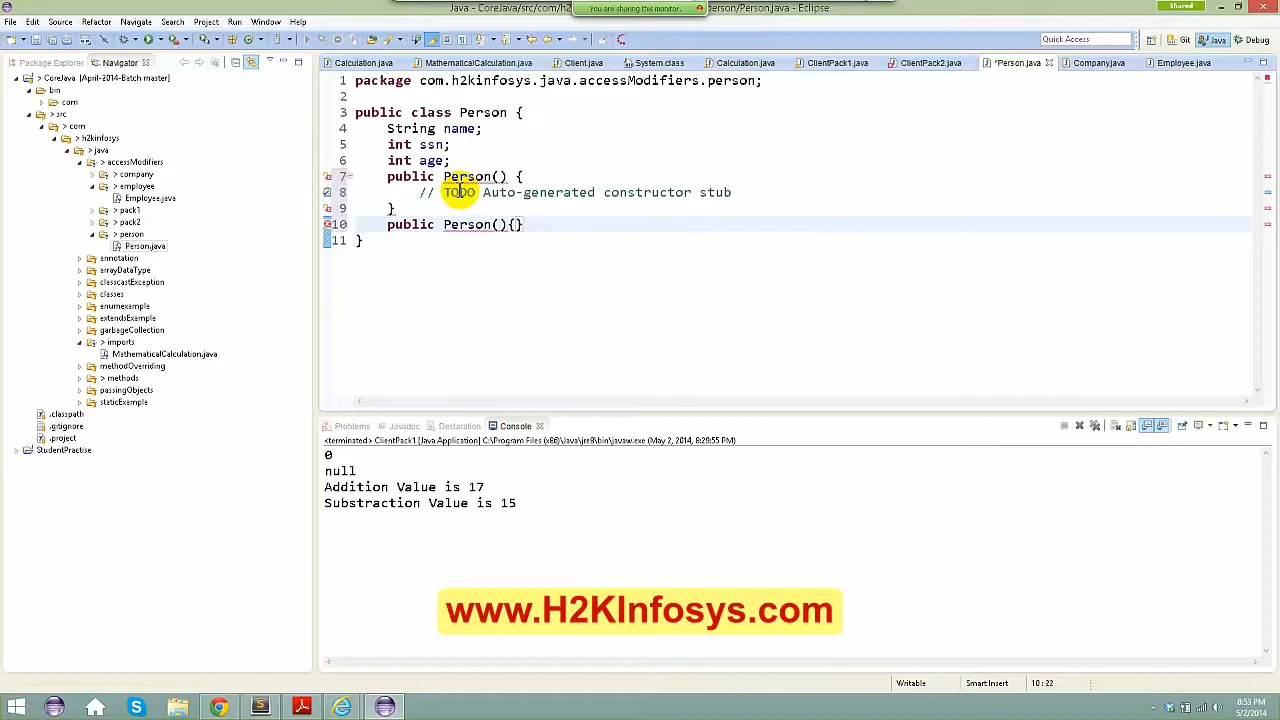 Java - CoreJava/src/com/h2
You are sharing this monitor.
erson/Person.java - Eclipse
Shared
File Edit Source Refactor Navigate Search Project Run Window Help
Quick Access
Git
Java
Debug
Package Explorer
Navigator
Calculation.java
MathematicalCalculation.java
Client.java
System.class
Calculation.java
ClientPack1.java
ClientPack2.java
*Person.java
Company.java
Employee.java
> CoreJava [April-2014-Batch master]
bin
com
> src
> com
> h2kinfosys
> java
> accessModifiers
> company
> employee
Employee.java
> pack1
> pack2
> person
Person.java
annotation
arrayDataType
classcastException
classes
enumexample
extendsExample
garbageCollection
> imports
MathematicalCalculation.java
methodOverriding
> methods
passingObjects
staticExample
.classpath
.gitignore
.project
StudentPractise
1 package com.h2kinfosys.java.accessModifiers.person;
2
3 public class Person {
4 String name;
5 int ssn;
6 int age;
7 public Person() {
8 // TODO Auto-generated constructor stub
9 }
10 public Person(){}
11 }
Problems
Javadoc
Declaration
Console
<terminated> ClientPack1 [Java Application] C:\Program Files (x86)\Java\jre8\bin\javaw.exe (May 2, 2014, 8:29:55 PM)
0
null
Addition Value is 17
Substraction Value is 15
www.H2KInfosys.com
Writable
Smart Insert
10 : 22
8:53 PM
5/2/2014